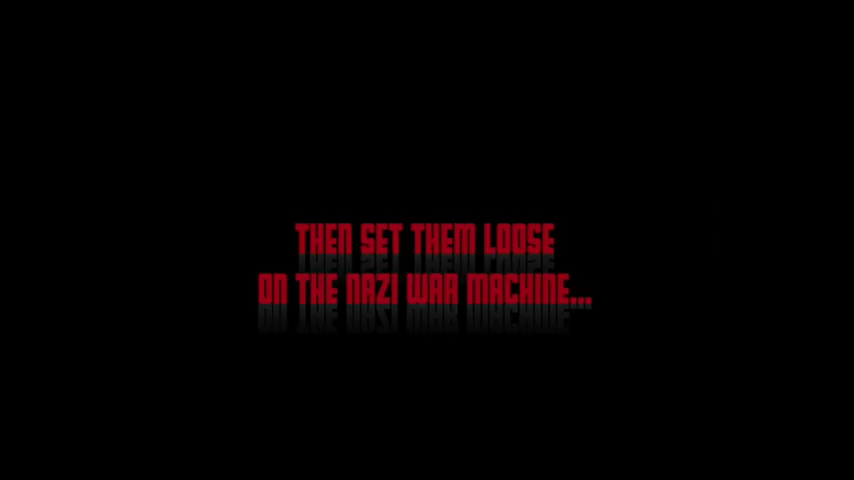 THEN SET THEM LOOSE
ON THE NAZI WAR MACHINE...